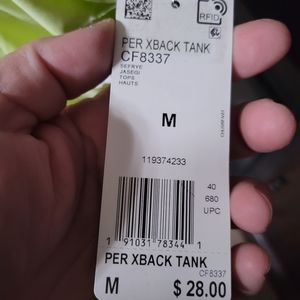 RFID
PER XBACK TANK
CF8337
SEFRYE
JASEGI
TOPS
HAUTS
M
119374233
40
680
UPC
1 91031 78344 1
PER XBACK TANK
CF8337
M $ 28.00